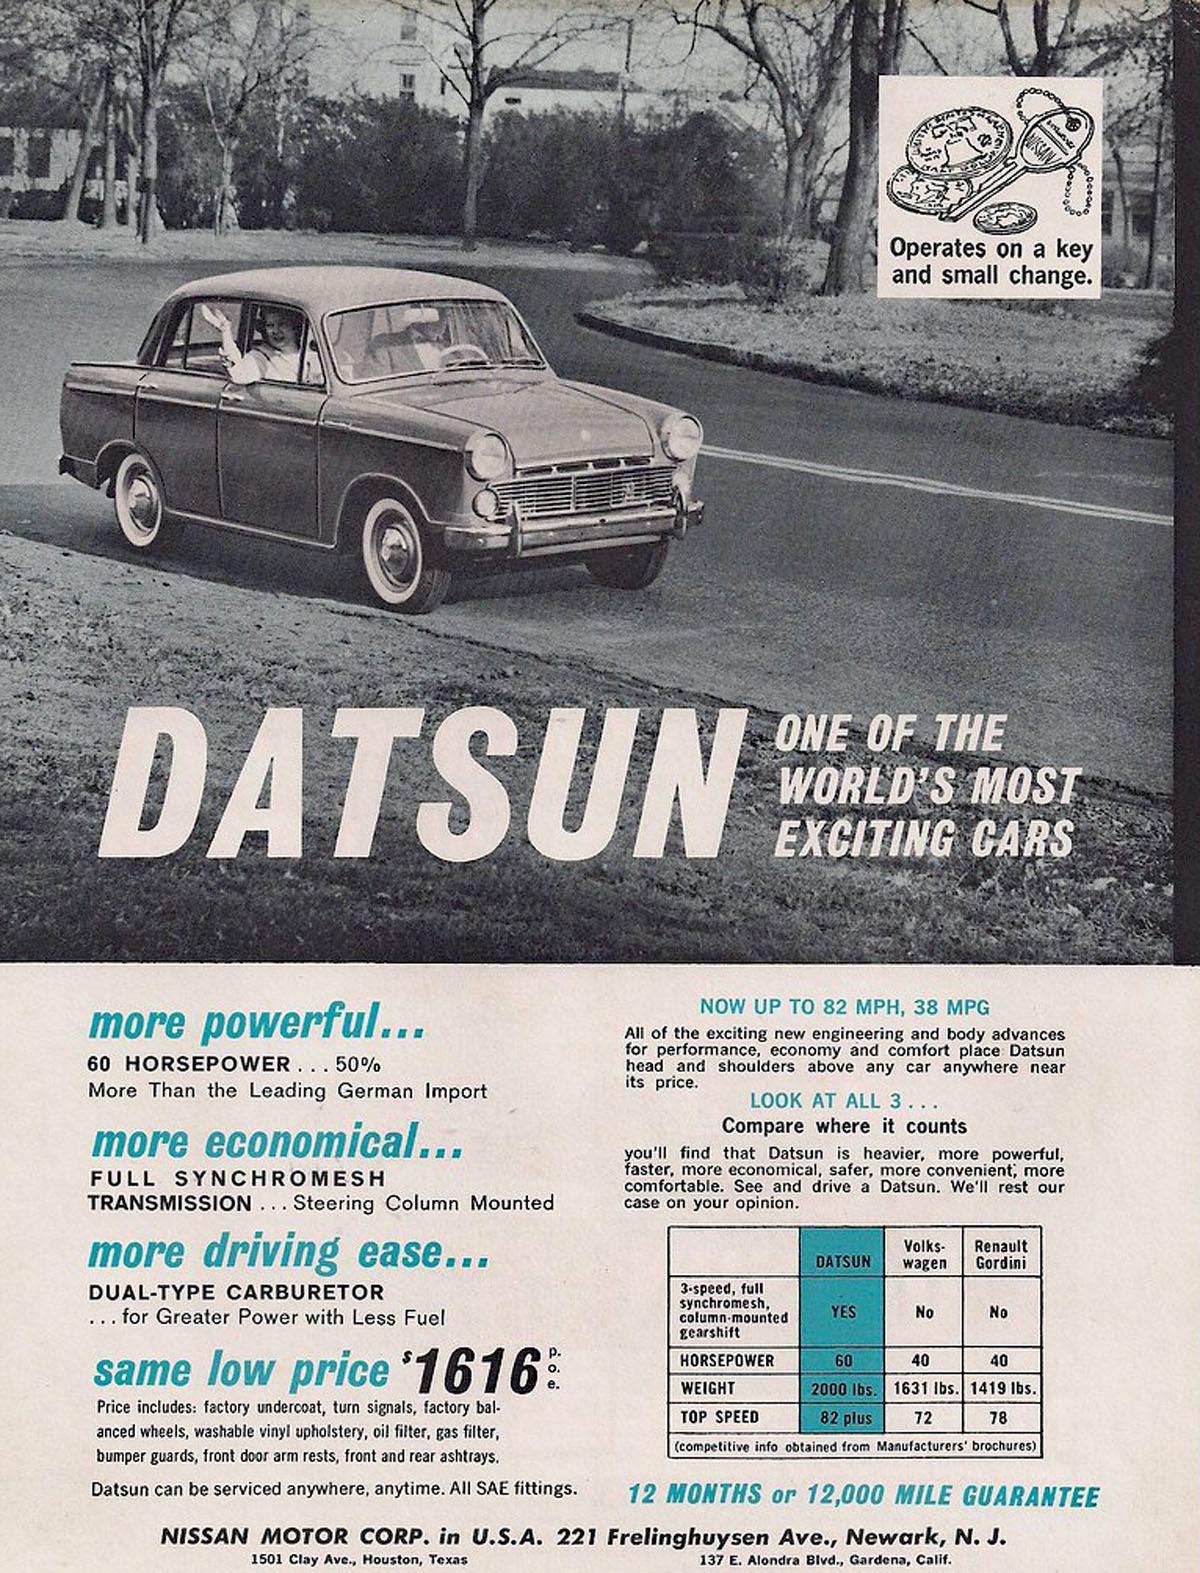 NISSAN
Operates on a key
and small change.
DATSUN
ONE OF THE
WORLD'S MOST
EXCITING CARS
more powerful...
60 HORSEPOWER ... 50%
More Than the Leading German Import
more economical...
FULL SYNCHROMESH
TRANSMISSION ... Steering Column Mounted
more driving ease...
DUAL-TYPE CARBURETOR
... for Greater Power with Less Fuel
same low price $1616 p.o.e.
Price includes: factory undercoat, turn signals, factory bal-
anced wheels, washable vinyl upholstery, oil filter, gas filter,
bumper guards, front door arm rests, front and rear ashtrays.
Datsun can be serviced anywhere, anytime. All SAE fittings.
NOW UP TO 82 MPH, 38 MPG
All of the exciting new engineering and body advances
for performance, economy and comfort place Datsun
head and shoulders above any car anywhere near
its price.
LOOK AT ALL 3 ...
Compare where it counts
you'll find that Datsun is heavier, more powerful,
faster, more economical, safer, more convenient, more
comfortable. See and drive a Datsun. We'll rest our
case on your opinion.
DATSUN Volks-wagen Renault Gordini
3-speed, full
synchromesh,
column-mounted
gearshift YES No No
HORSEPOWER 60 40 40
WEIGHT 2000 lbs. 1631 lbs. 1419 lbs.
TOP SPEED 82 plus 72 78
(competitive info obtained from Manufacturers' brochures)
12 MONTHS or 12,000 MILE GUARANTEE
NISSAN MOTOR CORP. in U.S.A. 221 Frelinghuysen Ave., Newark, N. J.
1501 Clay Ave., Houston, Texas 137 E. Alondra Blvd., Gardena, Calif.